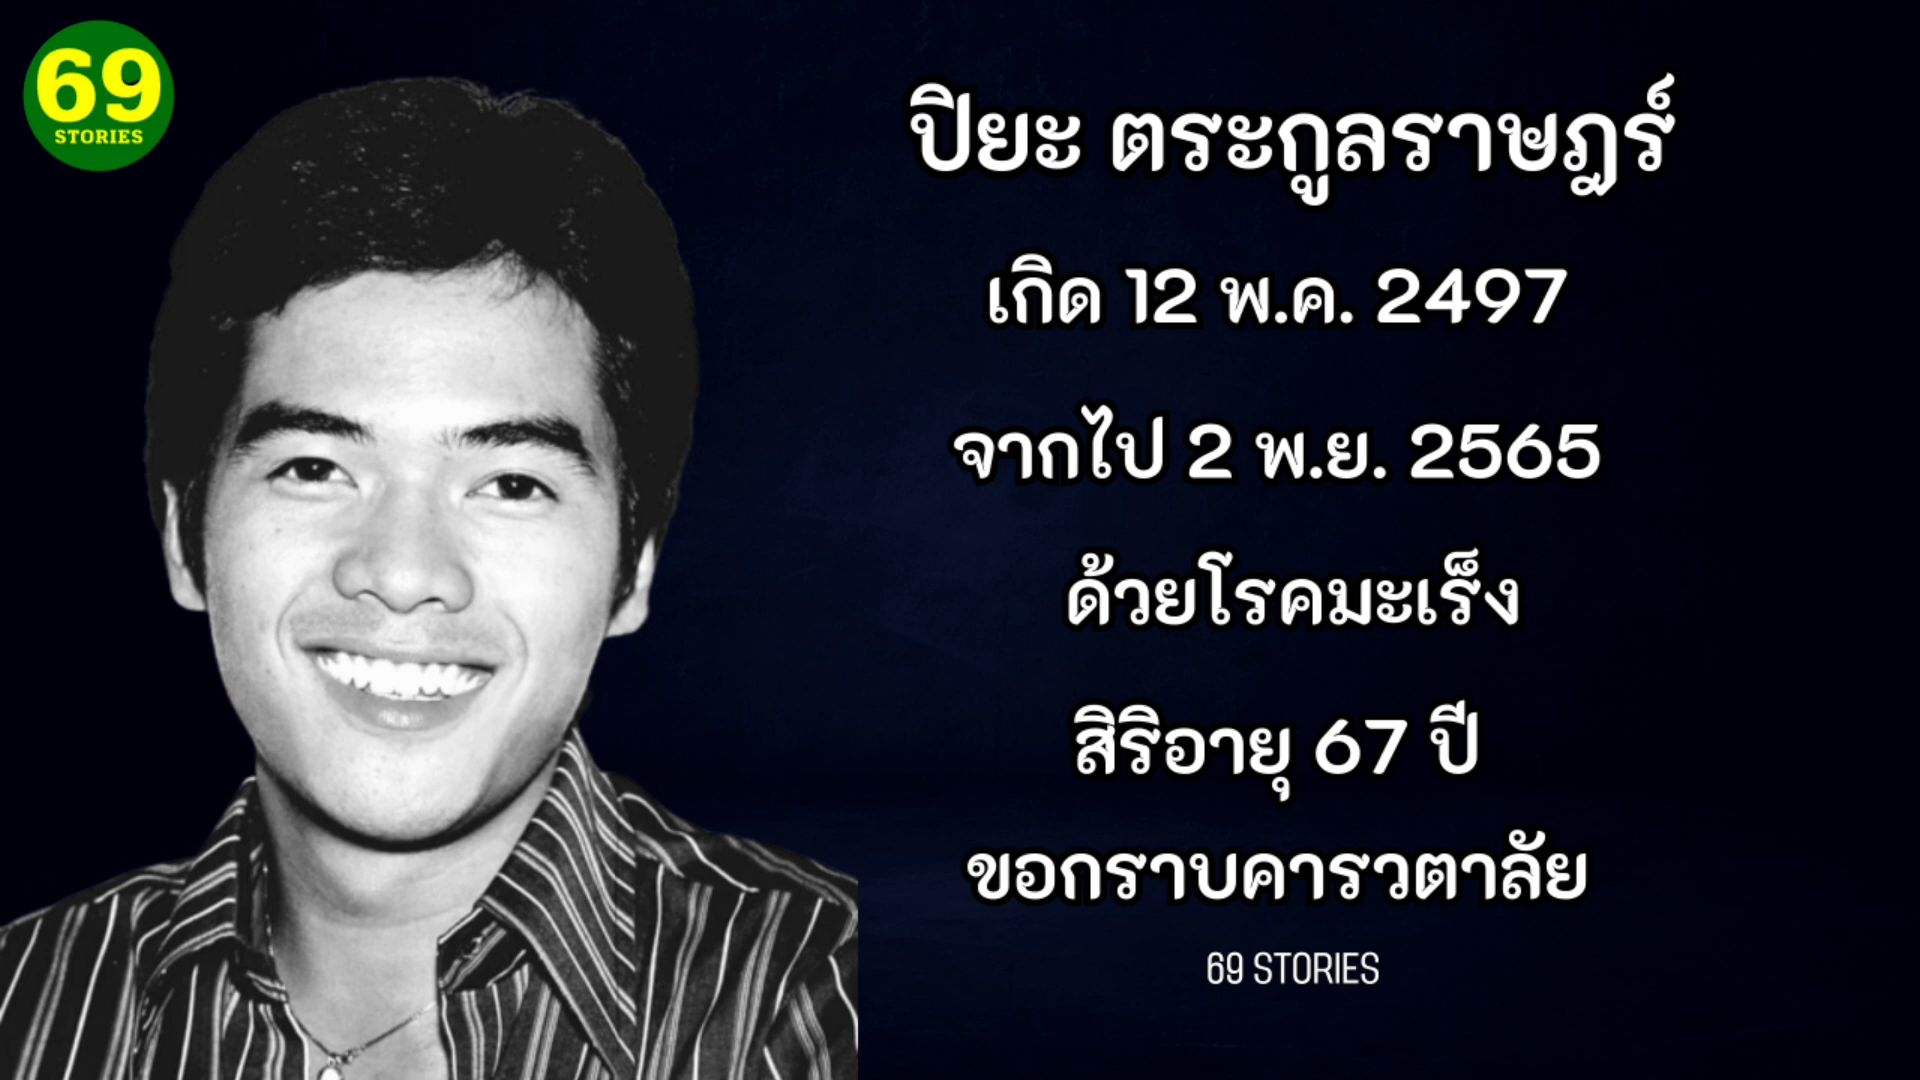 69
STORIES
ปิยะ ตระกูลราษฎร์
เกิด 12 พ.ค. 2497
จากไป 2 พ.ย. 2565
ด้วยโรคมะเร็ง
สิริอายุ 67 ปี
ขอกราบคารวตาลัย
69 STORIES